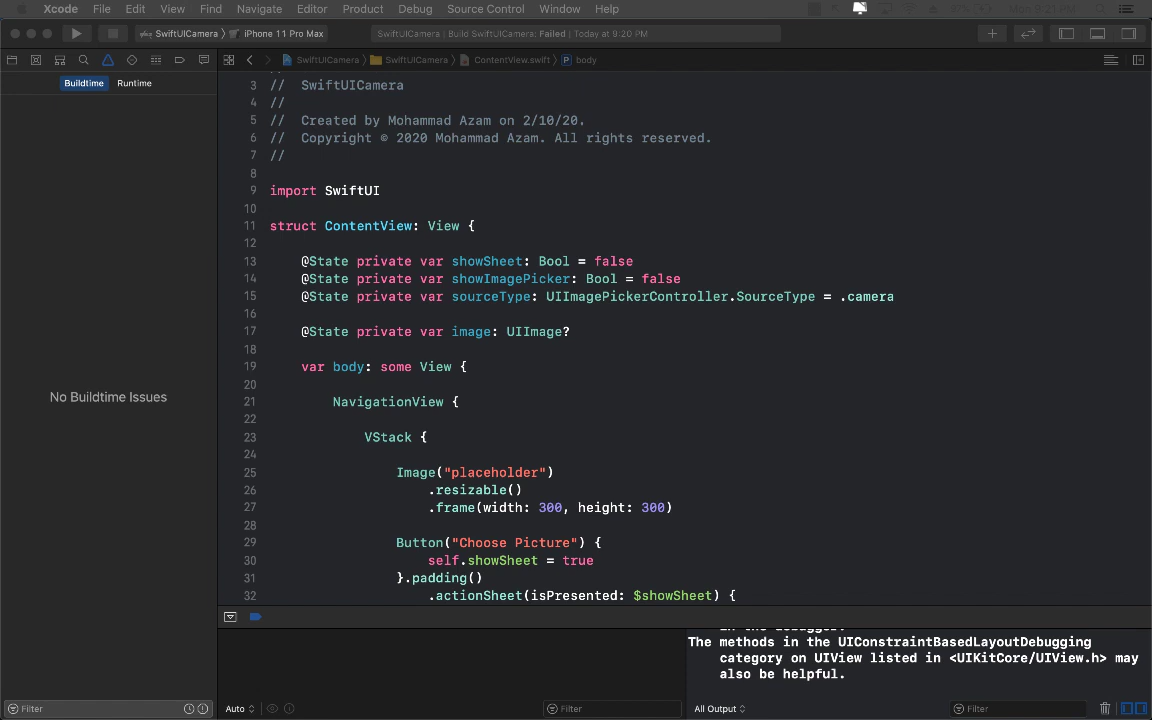 Xcode File Edit View Find Navigate Editor Product Debug Source Control Window Help Mon 9:21 PM
SwiftUICamera iPhone 11 Pro Max SwiftUICamera | Build SwiftUICamera: Failed | Today at 9:20 PM
SwiftUICamera SwiftUICamera ContentView.swift P body
Buildtime Runtime
3 // SwiftUICamera
4 //
5 // Created by Mohammad Azam on 2/10/20.
6 // Copyright © 2020 Mohammad Azam. All rights reserved.
7 //
8
9 import SwiftUI
10
11 struct ContentView: View {
12
13 @State private var showSheet: Bool = false
14 @State private var showImagePicker: Bool = false
15 @State private var sourceType: UIImagePickerController.SourceType = .camera
16
17 @State private var image: UIImage?
18
19 var body: some View {
20
21 NavigationView {
22
23 VStack {
24
25 Image("placeholder")
26 .resizable()
27 .frame(width: 300, height: 300)
28
29 Button("Choose Picture") {
30 self.showSheet = true
31 }.padding()
32 .actionSheet(isPresented: $showSheet) {
No Buildtime Issues
in the debugger.
The methods in the UIConstraintBasedLayoutDebugging
category on UIView listed in <UIKitCore/UIView.h> may
also be helpful.
Filter Auto Filter All Output Filter